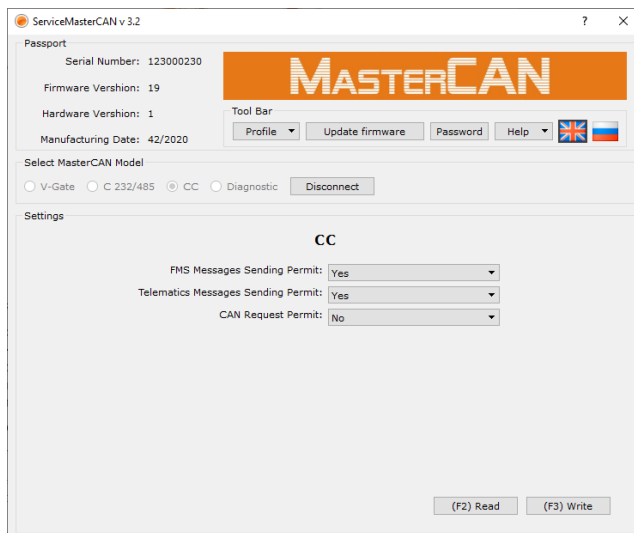 ServiceMasterCAN v 3.2
Passport
Serial Number: 123000230
Firmware Vershion: 19
Hardware Vershion: 1
Manufacturing Date: 42/2020
MASTERCAN
Tool Bar
Profile Update firmware Password Help
Select MasterCAN Model
V-Gate C 232/485 CC Diagnostic Disconnect
Settings
CC
FMS Messages Sending Permit: Yes
Telematics Messages Sending Permit: Yes
CAN Request Permit: No
(F2) Read (F3) Write